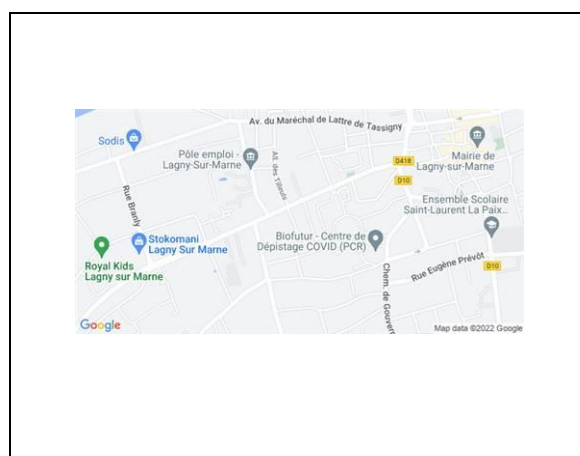 Av. du Maréchal de Lattre de Tassigny
Sodis
Pôle emploi -
Lagny-Sur-Marne
All. des Tilleuls
D418
Mairie de
Lagny-sur-Marne
D10
Rue Branly
Ensemble Scolaire
Saint-Laurent La Paix...
Stokomani
Lagny Sur Marne
Biofutur - Centre de
Dépistage COVID (PCR)
Royal Kids
Lagny sur Marne
Rue Eugène Prévôt
D10
Chem. de Gouvern
Google
Map data ©2022 Google